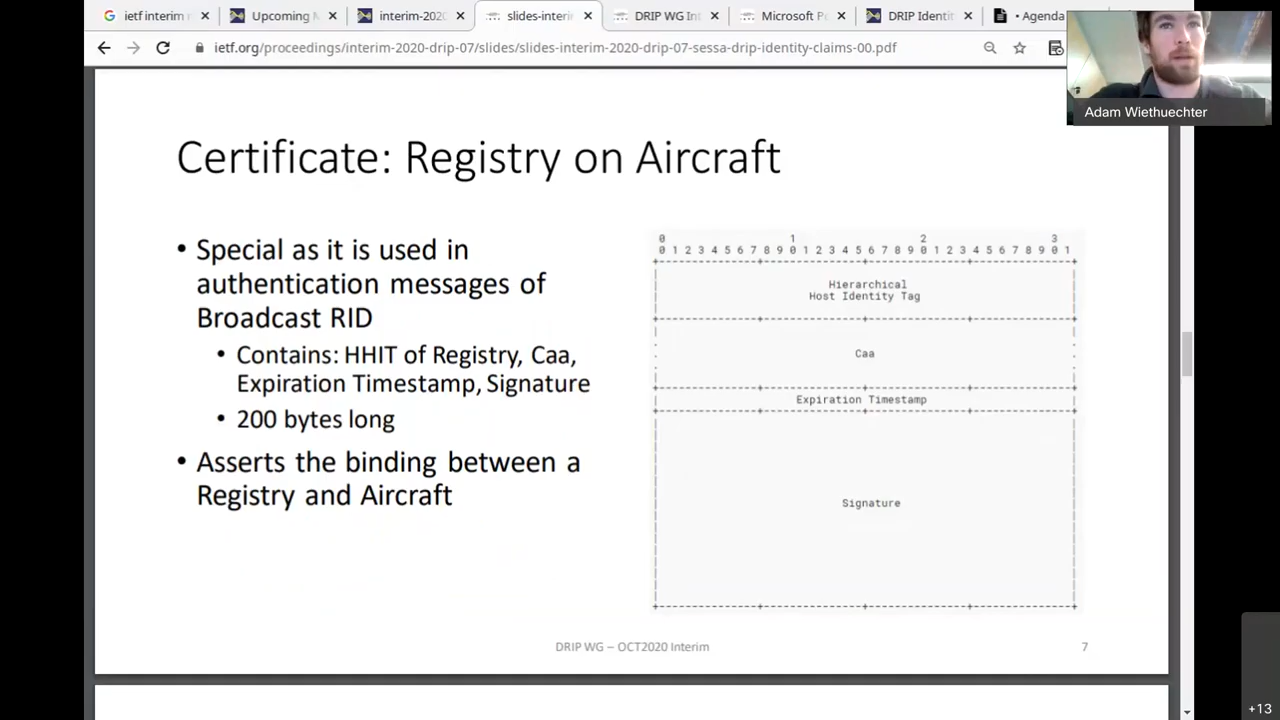 ietf interim
Upcoming M
interim-202
slides-interi
DRIP WG Int
Microsoft P
DRIP Identit
• Agenda
ietf.org/proceedings/interim-2020-drip-07/slides/slides-interim-2020-drip-07-sessa-drip-identity-claims-00.pdf
Adam Wiethuechter
Certificate: Registry on Aircraft
• Special as it is used in
authentication messages of
Broadcast RID
• Contains: HHIT of Registry, Caa,
Expiration Timestamp, Signature
• 200 bytes long
• Asserts the binding between a
Registry and Aircraft
0 1 2 3
0 1 2 3 4 5 6 7 8 9 0 1 2 3 4 5 6 7 8 9 0 1 2 3 4 5 6 7 8 9 0 1
Hierarchical
Host Identity Tag
Caa
Expiration Timestamp
Signature
DRIP WG – OCT2020 Interim
7
+13